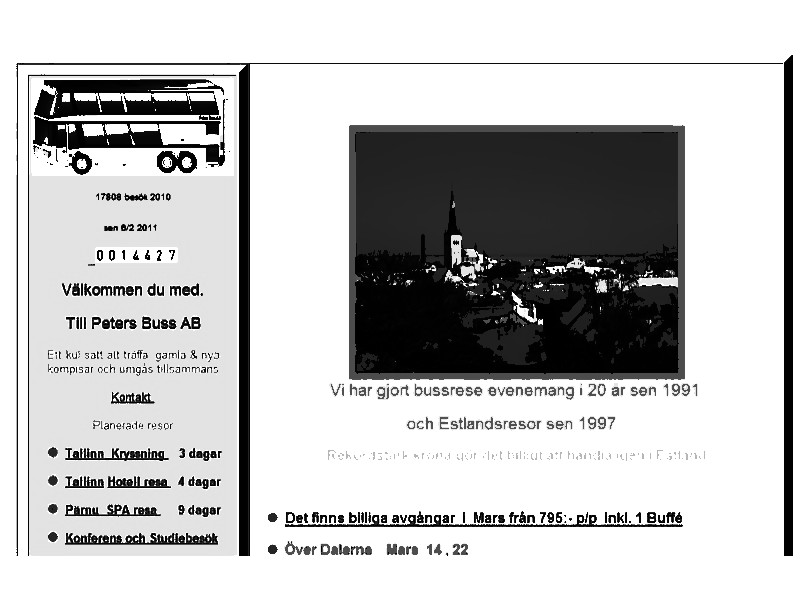 17808 besök 2010
sen 6/2 2011
0014427
Välkommen du med.
Till Peters Buss AB
Ett kul sätt att träffa gamla & nya
kompisar och umgås tillsammans
Kontakt
Planerade resor
Tallinn Kryssning 3 dagar
Tallinn Hotell resa 4 dagar
Pärnu SPA resa 9 dagar
Konferens och Studiebesök
Vi har gjort bussrese evenemang i 20 år sen 1991
och Estlandsresor sen 1997
Rekordstark krona gör det billigt att handla igen i Estland
Det finns billiga avgångar I Mars från 795:- p/p Inkl. 1 Buffé
Över Dalarna Mars 14 , 22